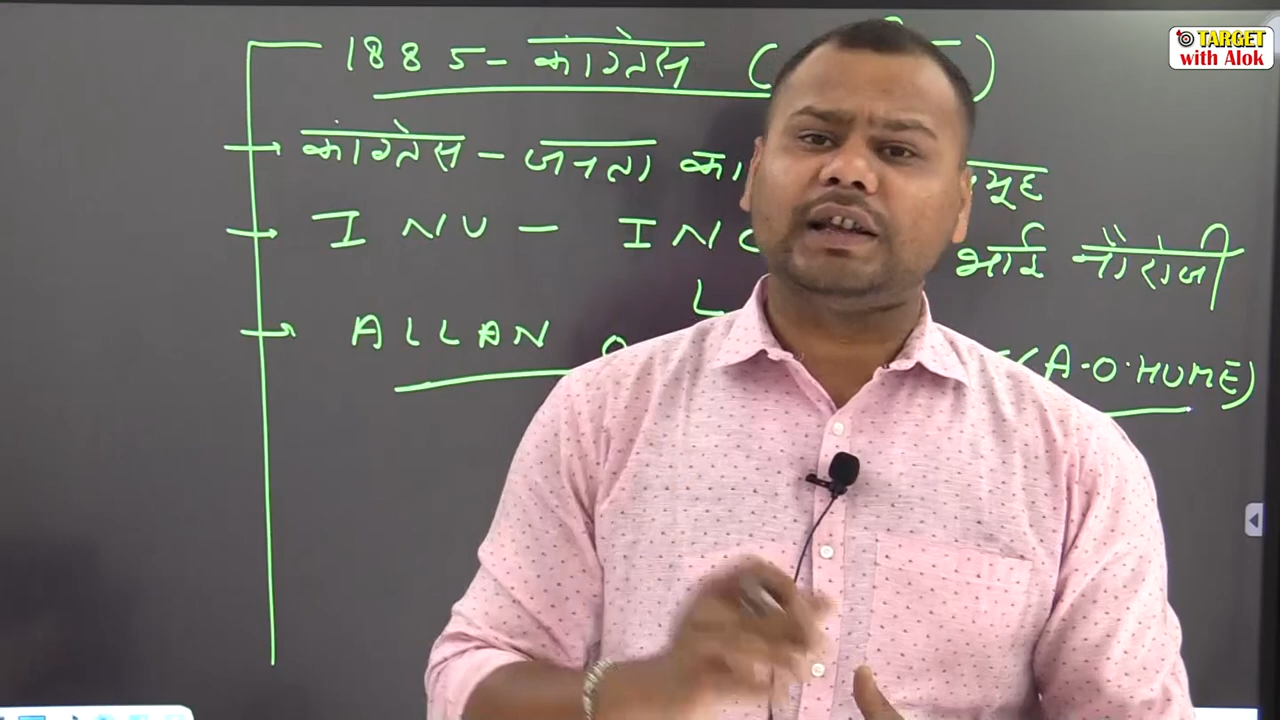 TARGET
with Alok
1885 - कांग्रेस (
कांग्रेस - जनता का मूह
INU - INC
भाई नौरोजी
ALLAN O (A.O.HUME)